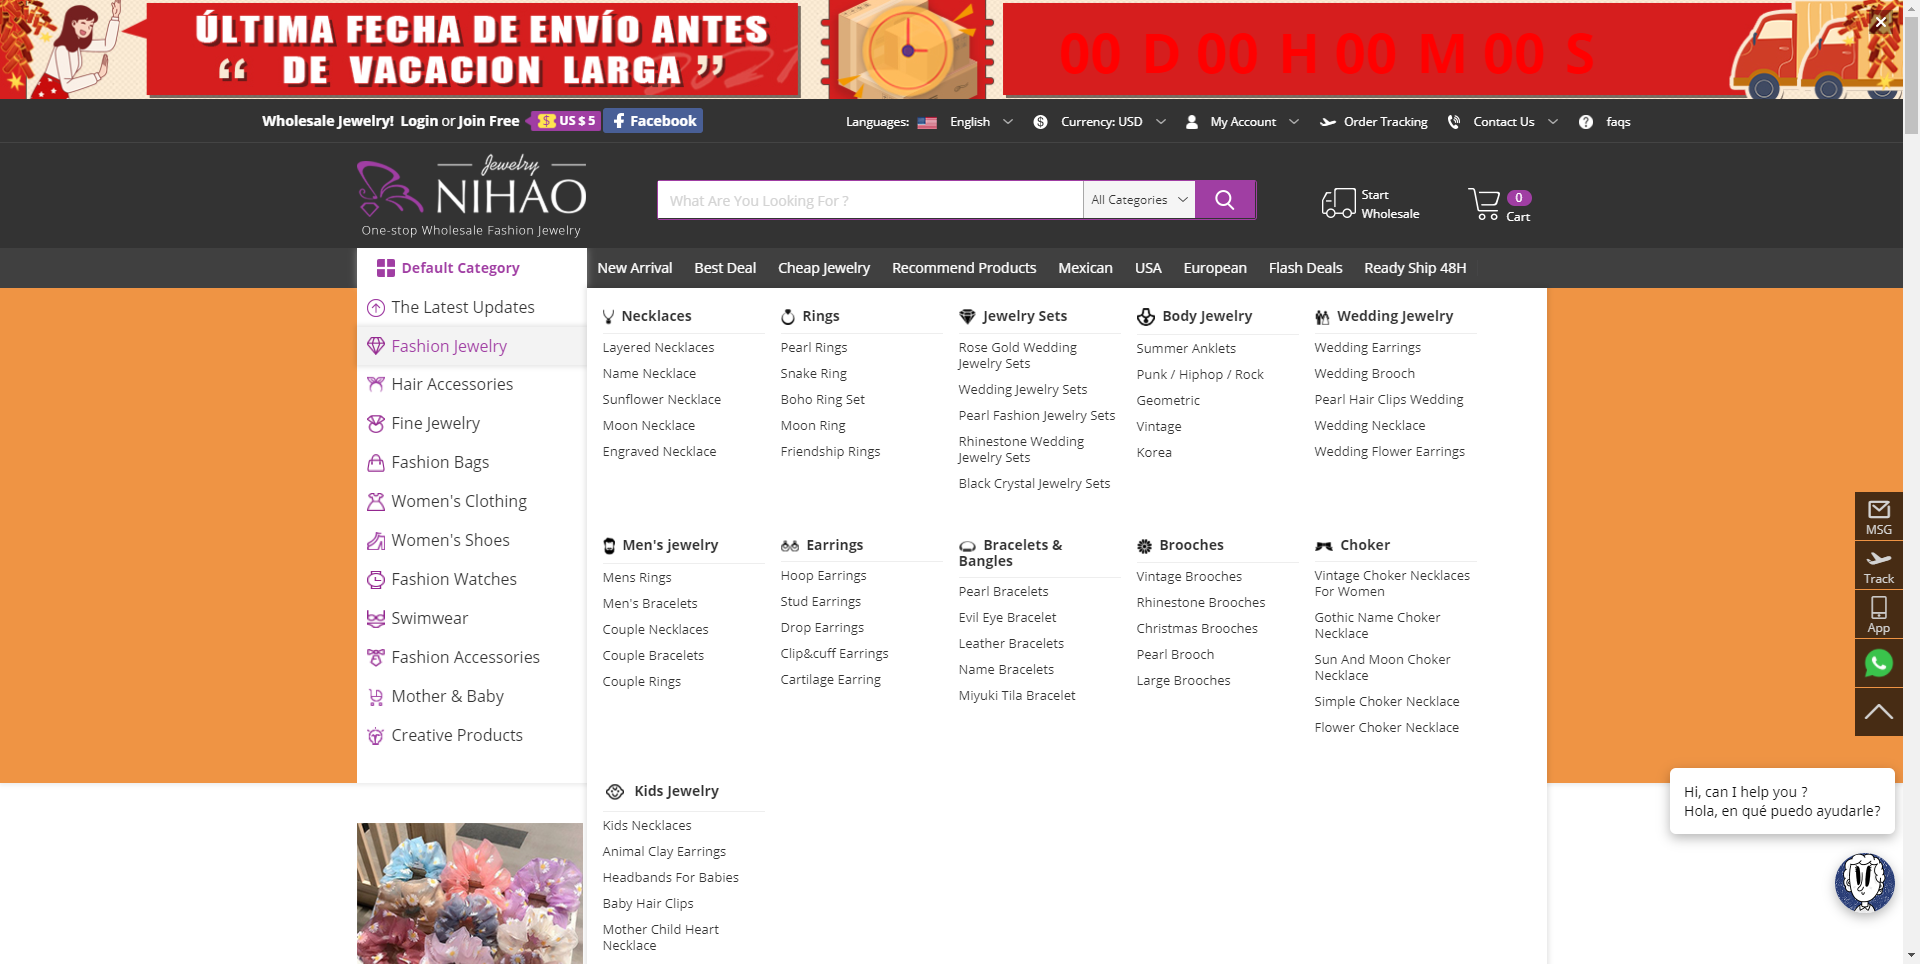 ÚLTIMA FECHA DE ENVÍO ANTES
“ DE VACACION LARGA ”
2021
00 D 00 H 00 M 00 S
Wholesale Jewelry! Login or Join Free $ US $ 5 Facebook
Languages: English Currency: USD My Account Order Tracking Contact Us faqs
Jewelry
NIHAO
One-stop Wholesale Fashion Jewelry
What Are You Looking For ? All Categories
Start
Wholesale
0
Cart
Default Category
New Arrival Best Deal Cheap Jewelry Recommend Products Mexican USA European Flash Deals Ready Ship 48H
The Latest Updates
Fashion Jewelry
Hair Accessories
Fine Jewelry
Fashion Bags
Women's Clothing
Women's Shoes
Fashion Watches
Swimwear
Fashion Accessories
Mother & Baby
Creative Products
Necklaces
Layered Necklaces
Name Necklace
Sunflower Necklace
Moon Necklace
Engraved Necklace
Rings
Pearl Rings
Snake Ring
Boho Ring Set
Moon Ring
Friendship Rings
Jewelry Sets
Rose Gold Wedding
Jewelry Sets
Wedding Jewelry Sets
Pearl Fashion Jewelry Sets
Rhinestone Wedding
Jewelry Sets
Black Crystal Jewelry Sets
Body Jewelry
Summer Anklets
Punk / Hiphop / Rock
Geometric
Vintage
Korea
Wedding Jewelry
Wedding Earrings
Wedding Brooch
Pearl Hair Clips Wedding
Wedding Necklace
Wedding Flower Earrings
Men's jewelry
Mens Rings
Men's Bracelets
Couple Necklaces
Couple Bracelets
Couple Rings
Earrings
Hoop Earrings
Stud Earrings
Drop Earrings
Clip&cuff Earrings
Cartilage Earring
Bracelets &
Bangles
Pearl Bracelets
Evil Eye Bracelet
Leather Bracelets
Name Bracelets
Miyuki Tila Bracelet
Brooches
Vintage Brooches
Rhinestone Brooches
Christmas Brooches
Pearl Brooch
Large Brooches
Choker
Vintage Choker Necklaces
For Women
Gothic Name Choker
Necklace
Sun And Moon Choker
Necklace
Simple Choker Necklace
Flower Choker Necklace
Kids Jewelry
Kids Necklaces
Animal Clay Earrings
Headbands For Babies
Baby Hair Clips
Mother Child Heart
Necklace
MSG
Track
App
Hi, can I help you ?
Hola, en qué puedo ayudarle?